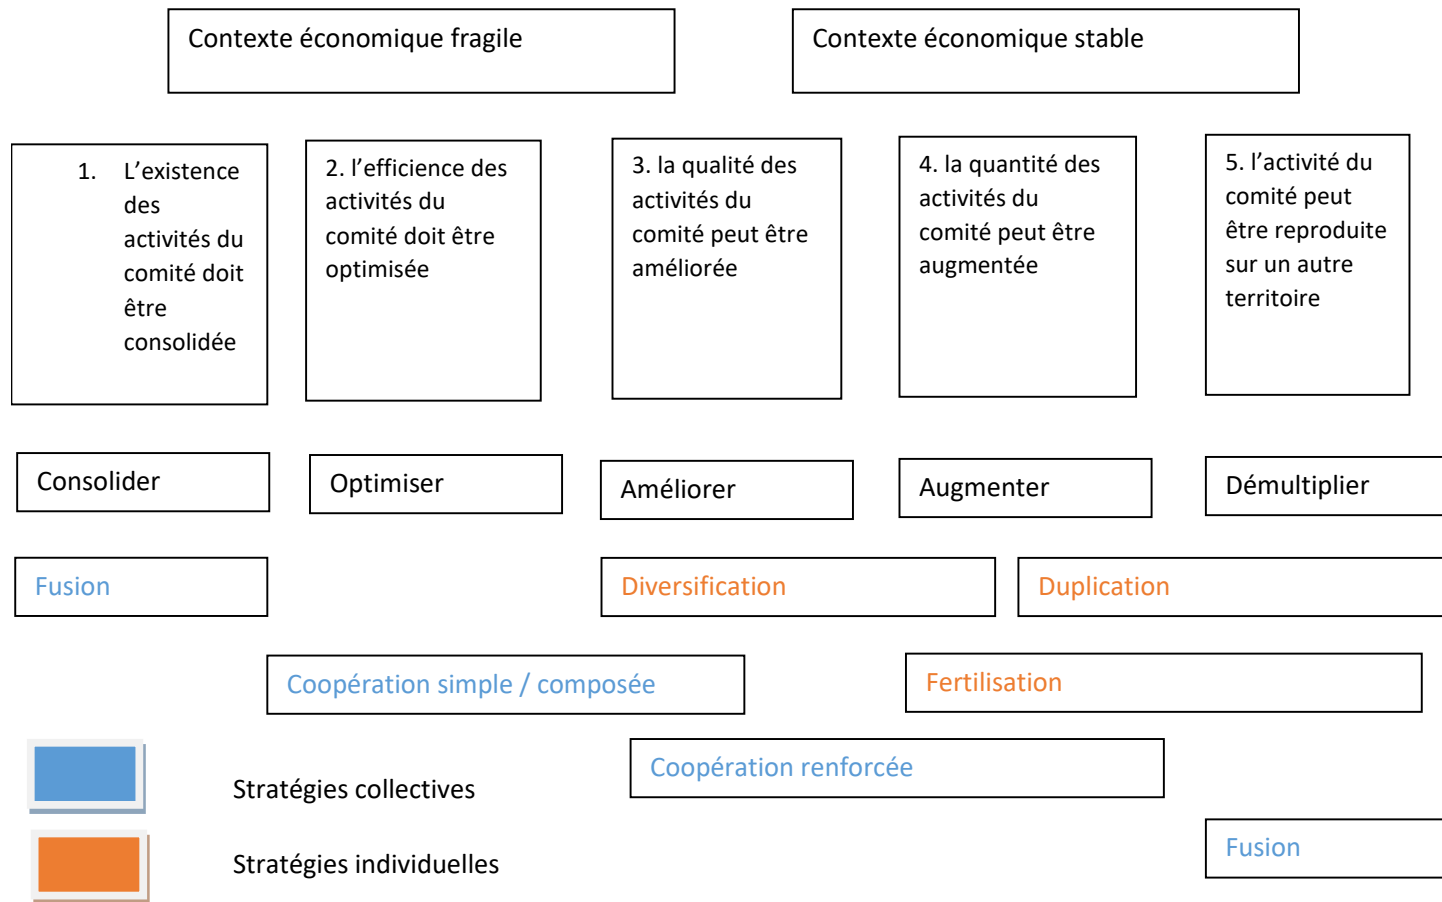 Contexte économique fragile
Contexte économique stable
1. L’existence
des
activités du
comité doit
être
consolidée
2. l’efficience des
activités du
comité doit être
optimisée
3. la qualité des
activités du
comité peut être
améliorée
4. la quantité des
activités du
comité peut être
augmentée
5. l’activité du
comité peut
être reproduite
sur un autre
territoire
Consolider
Optimiser
Améliorer
Augmenter
Démultiplier
Fusion
Diversification
Duplication
Coopération simple / composée
Fertilisation
Coopération renforcée
Stratégies collectives
Fusion
Stratégies individuelles